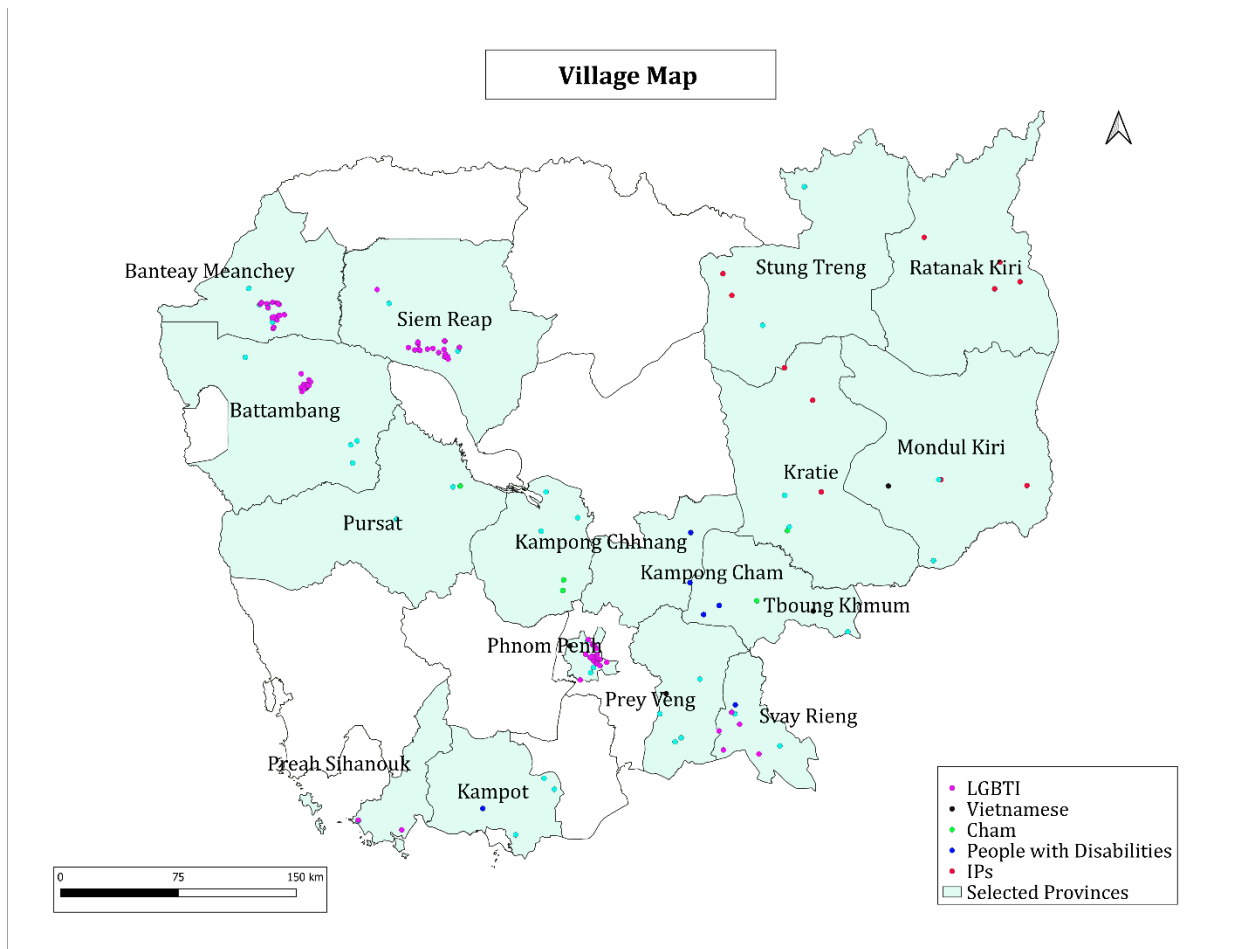 Village Map
Banteay Meanchey
Stung Treng
Ratanak Kiri
Siem Reap
Battambang
Mondul Kiri
Kratie
Pursat
Kampong Chhnang
Kampong Cham
Tboung Khmum
Phnom Penh
Prey Veng
Svay Rieng
Preah Sihanouk
Kampot
LGBTI
Vietnamese
Cham
People with Disabilities
IPs
Selected Provinces
0 75 150 km